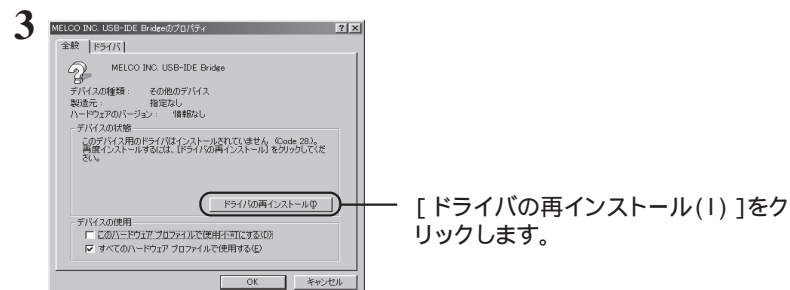 3
MELCO INC. USB-IDE Bridgeのプロパティ
全般 ドライバ
MELCO INC. USB-IDE Bridge
デバイスの種類: その他のデバイス
製造元: 指定なし
ハードウェアのバージョン: 情報なし
デバイスの状態
このデバイス用のドライバはインストールされていません (Code 28)。
再度インストールするには、[ドライバの再インストール] をクリックしてくだ
さい。
ドライバの再インストール(I)
[ドライバの再インストール(I)]をク
リックします。
デバイスの使用
このハードウェア プロファイルで使用不可にする(D)
すべてのハードウェア プロファイルで使用する(E)
OK キャンセル